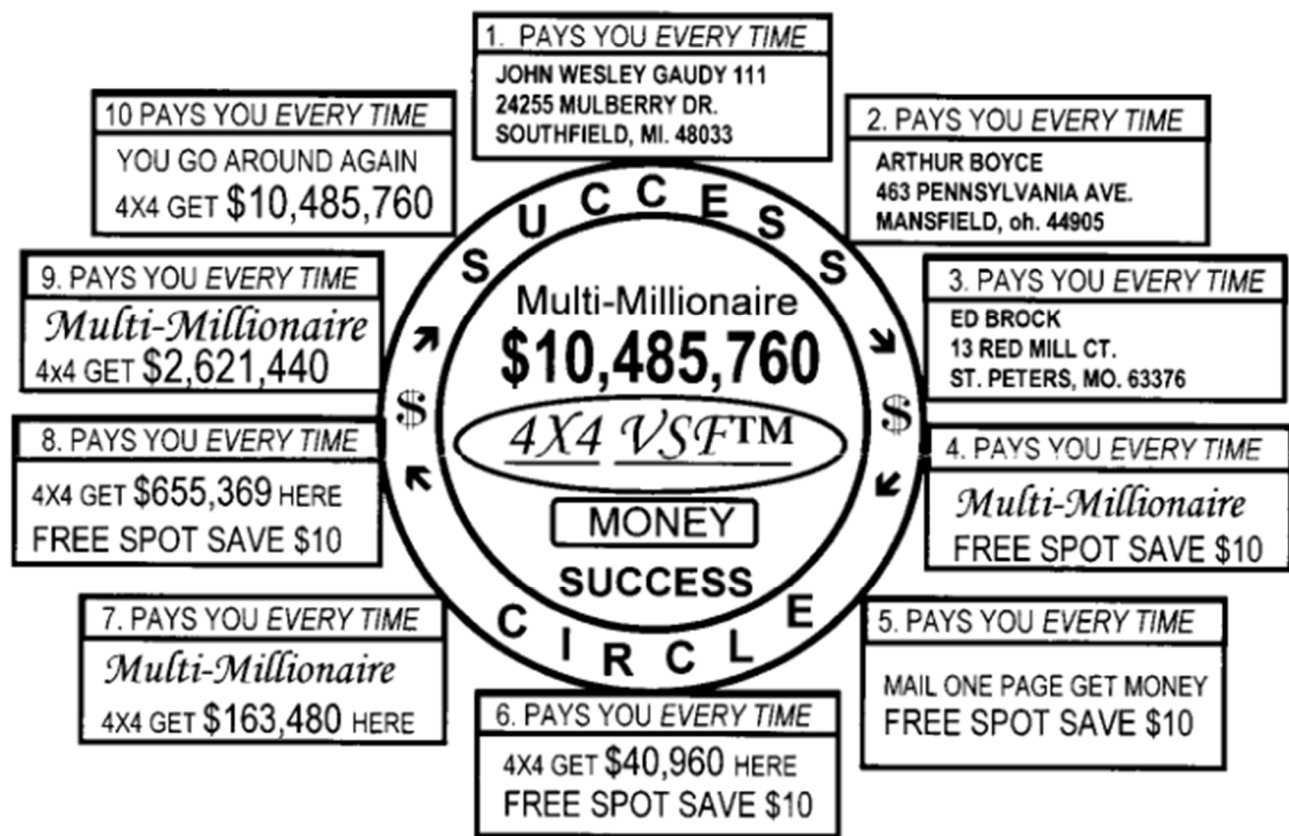 1. PAYS YOU EVERY TIME
JOHN WESLEY GAUDY 111
24255 MULBERRY DR.
SOUTHFIELD, MI. 48033
2. PAYS YOU EVERY TIME
ARTHUR BOYCE
463 PENNSYLVANIA AVE.
MANSFIELD, oh. 44905
3. PAYS YOU EVERY TIME
ED BROCK
13 RED MILL CT.
ST. PETERS, MO. 63376
4. PAYS YOU EVERY TIME
Multi-Millionaire
FREE SPOT SAVE $10
5. PAYS YOU EVERY TIME
MAIL ONE PAGE GET MONEY
FREE SPOT SAVE $10
6. PAYS YOU EVERY TIME
4X4 GET $40,960 HERE
FREE SPOT SAVE $10
7. PAYS YOU EVERY TIME
Multi-Millionaire
4X4 GET $163,480 HERE
8. PAYS YOU EVERY TIME
4X4 GET $655,369 HERE
FREE SPOT SAVE $10
9. PAYS YOU EVERY TIME
Multi-Millionaire
4x4 GET $2,621,440
10 PAYS YOU EVERY TIME
YOU GO AROUND AGAIN
4X4 GET $10,485,760
SUCCESS
$ $
CIRCLE
Multi-Millionaire
$10,485,760
4X4 VSF™
MONEY
SUCCESS